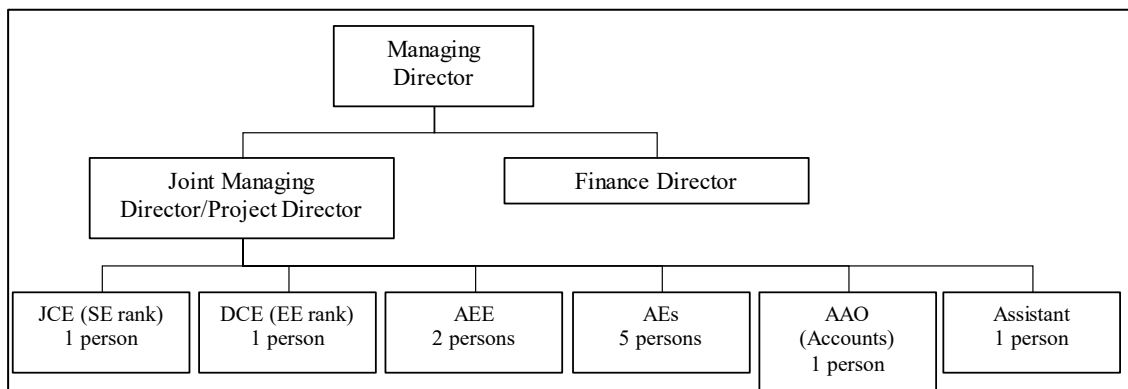 Managing
Director
Joint Managing
Director/Project Director
Finance Director
JCE (SE rank)
1 person
DCE (EE rank)
1 person
AEE
2 persons
AEs
5 persons
AAO
(Accounts)
1 person
Assistant
1 person